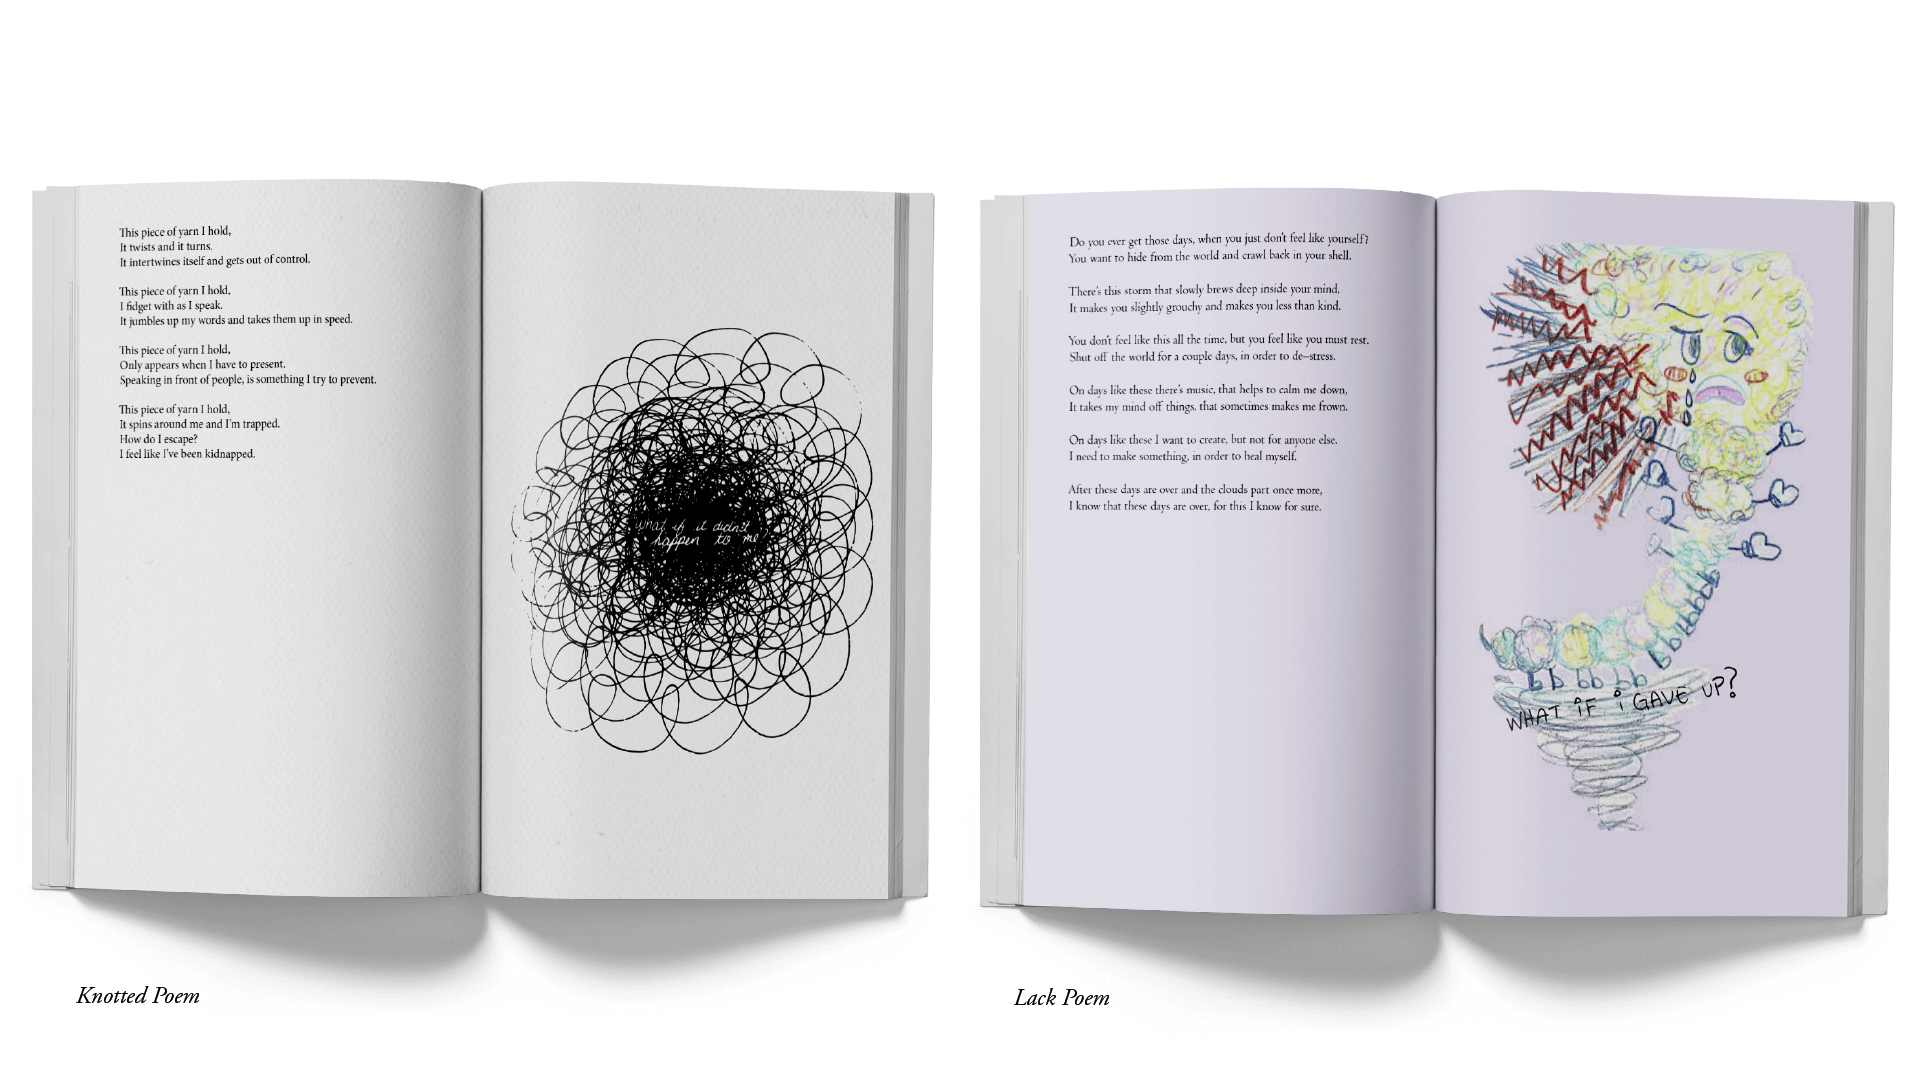 This piece of yarn I hold,
It twists and it turns.
It intertwines itself and gets out of control.
This piece of yarn I hold,
I fidget with as I speak.
It jumbles up my words and takes them up in speed.
This piece of yarn I hold,
Only appears when I have to present.
Speaking in front of people, is something I try to prevent.
This piece of yarn I hold,
It spins around me and I'm trapped.
How do I escape?
I feel like I've been kidnapped.
what if it didn't
happen to me?
Knotted Poem
Do you ever get those days, when you just don't feel like yourself?
You want to hide from the world and crawl back in your shell.
There's this storm that slowly brews deep inside your mind,
It makes you slightly grouchy and makes you less than kind.
You don't feel like this all the time, but you feel like you must rest.
Shut off the world for a couple days, in order to de–stress.
On days like these there's music, that helps to calm me down,
It takes my mind off things, that sometimes makes me frown.
On days like these I want to create, but not for anyone else.
I need to make something, in order to heal myself.
After these days are over and the clouds part once more,
I know that these days are over, for this I know for sure.
WHAT iF i GAVE UP?
Lack Poem